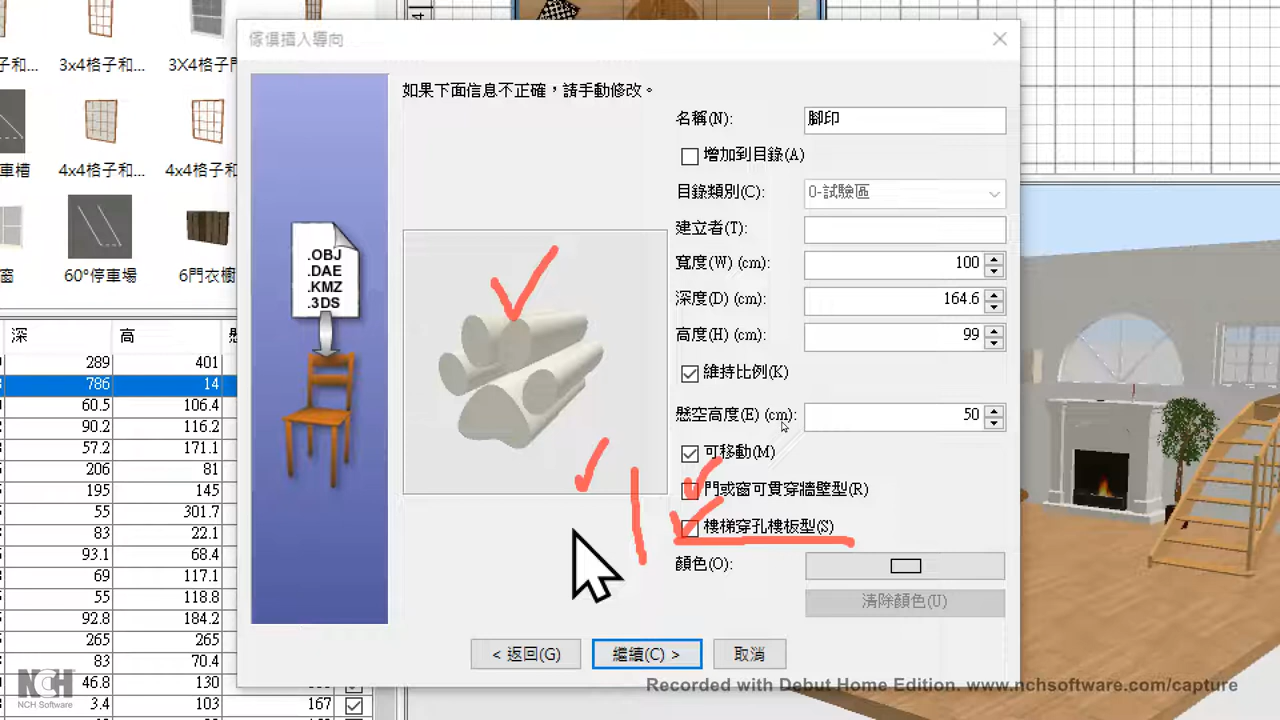 子和...
3x4格子和...
3X4格子門
車槽
4x4格子和...
4x4格子和...
窗
60°停車場
6門衣櫥
深
高
289
401
786
14
60.5
106.4
90.2
116.2
57.2
171.1
206
81
195
145
55
301.7
83
22.1
93.1
68.4
69
117.1
55
118.8
92.8
184.2
265
265
83
70.4
46.8
130
3.4
103
167
傢俱插入導向
.OBJ
.DAE
.KMZ
.3DS
如果下面信息不正確，請手動修改。
名稱(N):
腳印
增加到目錄(A)
目錄類別(C):
0-試驗區
建立者(T):
寬度(W) (cm):
100
深度(D) (cm):
164.6
高度(H) (cm):
99
維持比例(K)
懸空高度(E) (cm):
50
可移動(M)
門或窗可貫穿牆壁型(R)
樓梯穿孔樓板型(S)
顏色(O):
清除顏色(U)
< 返回(G)
繼續(C) >
取消
NCH
NCH Software
Recorded with Debut Home Edition. www.nchsoftware.com/capture